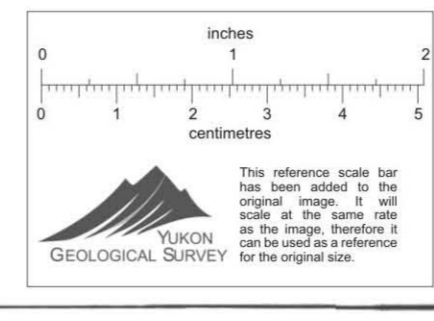 inches
0 1 2
0 1 2 3 4 5
centimetres
This reference scale bar
has been added to the
original image. It will
scale at the same rate
as the image, therefore it
can be used as a reference
for the original size.
YUKON
GEOLOGICAL SURVEY